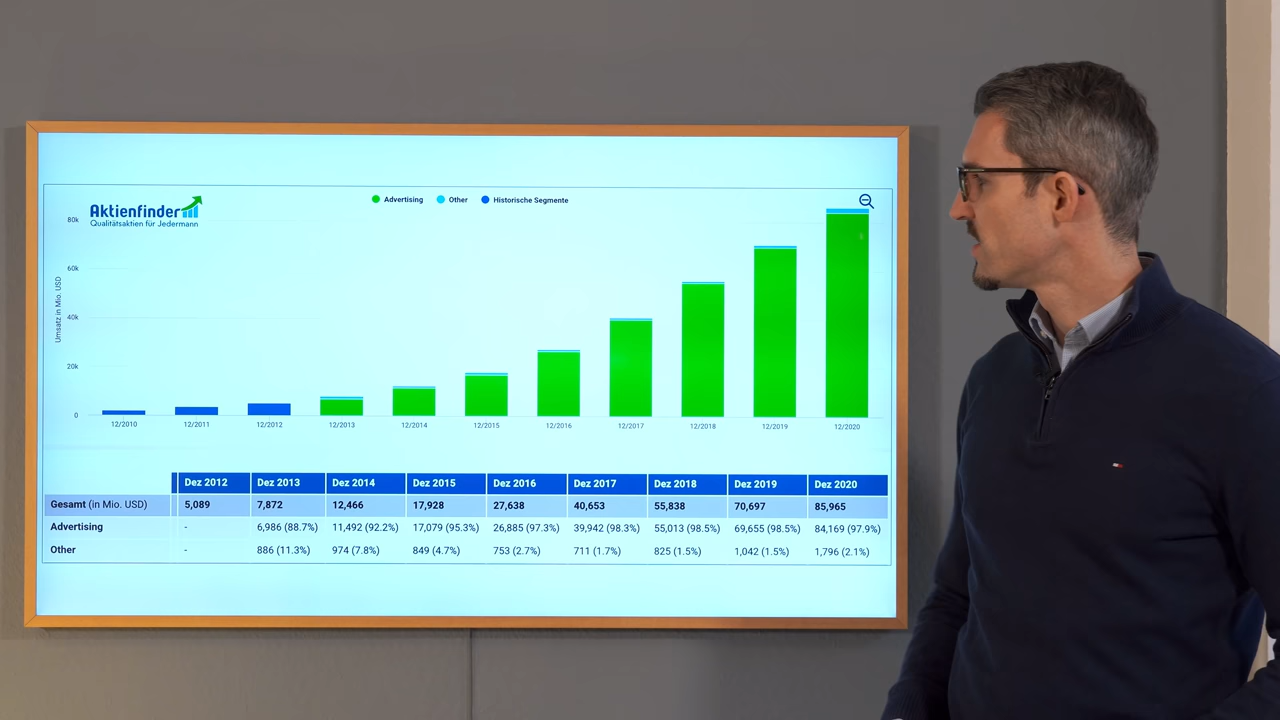 Aktienfinder
Qualitätsaktien für Jedermann
Advertising Other Historische Segmente
Umsatz in Mio. USD
80k
60k
40k
20k
0
12/2010 12/2011 12/2012 12/2013 12/2014 12/2015 12/2016 12/2017 12/2018 12/2019 12/2020
Dez 2012 Dez 2013 Dez 2014 Dez 2015 Dez 2016 Dez 2017 Dez 2018 Dez 2019 Dez 2020
Gesamt (in Mio. USD) 5,089 7,872 12,466 17,928 27,638 40,653 55,838 70,697 85,965
Advertising - 6,986 (88.7%) 11,492 (92.2%) 17,079 (95.3%) 26,885 (97.3%) 39,942 (98.3%) 55,013 (98.5%) 69,655 (98.5%) 84,169 (97.9%)
Other - 886 (11.3%) 974 (7.8%) 849 (4.7%) 753 (2.7%) 711 (1.7%) 825 (1.5%) 1,042 (1.5%) 1,796 (2.1%)